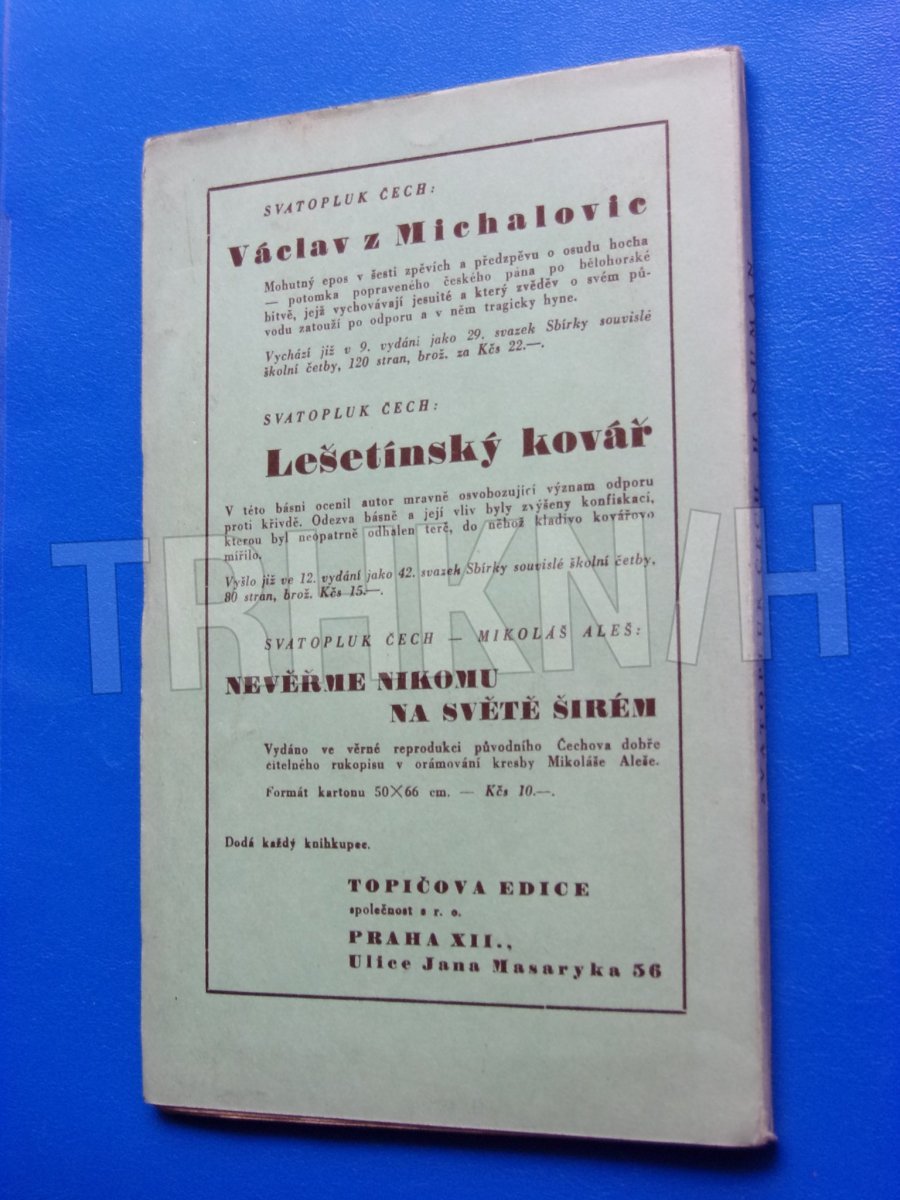 SVATOPLUK ČECH:
Václav z Michalovic
Mohutný epos v šesti zpěvích a předzpěvu o osudu hocha
— potomka popraveného českého pána po bělohorské
bitvě, jejž vychovávají jesuité a který zvěděv o svém pů-
vodu zatouží po odporu a v něm tragicky hyne.
Vychází již v 9. vydání jako 29. svazek Sbírky souvislé
školní četby, 120 stran, brož. za Kčs 22.—.
SVATOPLUK ČECH:
Lešetínský kovář
V této básni ocenil autor mravně osvobozující význam odporu
proti křivdě. Odezva básně a její vliv byly zvýšeny konfiskací,
kterou byl neopatrně odhalen terč, do něhož kladivo kovářovo
mířilo.
Vyšlo již ve 12. vydání jako 42. svazek Sbírky souvislé školní četby,
80 stran, brož. Kčs 15.—.
SVATOPLUK ČECH — MIKOLÁŠ ALEŠ:
NEVĚŘME NIKOMU
NA SVĚTĚ ŠIRÉM
Vydáno ve věrné reprodukci původního Čechova dobře
čitelného rukopisu v orámování kresby Mikoláše Aleše.
Formát kartonu 50×66 cm. — Kčs 10.—.
Dodá každý knihkupec.
TOPIČOVA EDICE
společnost s r. o.
PRAHA XII.,
Ulice Jana Masaryka 56
SVATOPLUK ČECH HANUMAN
TRHKNIH